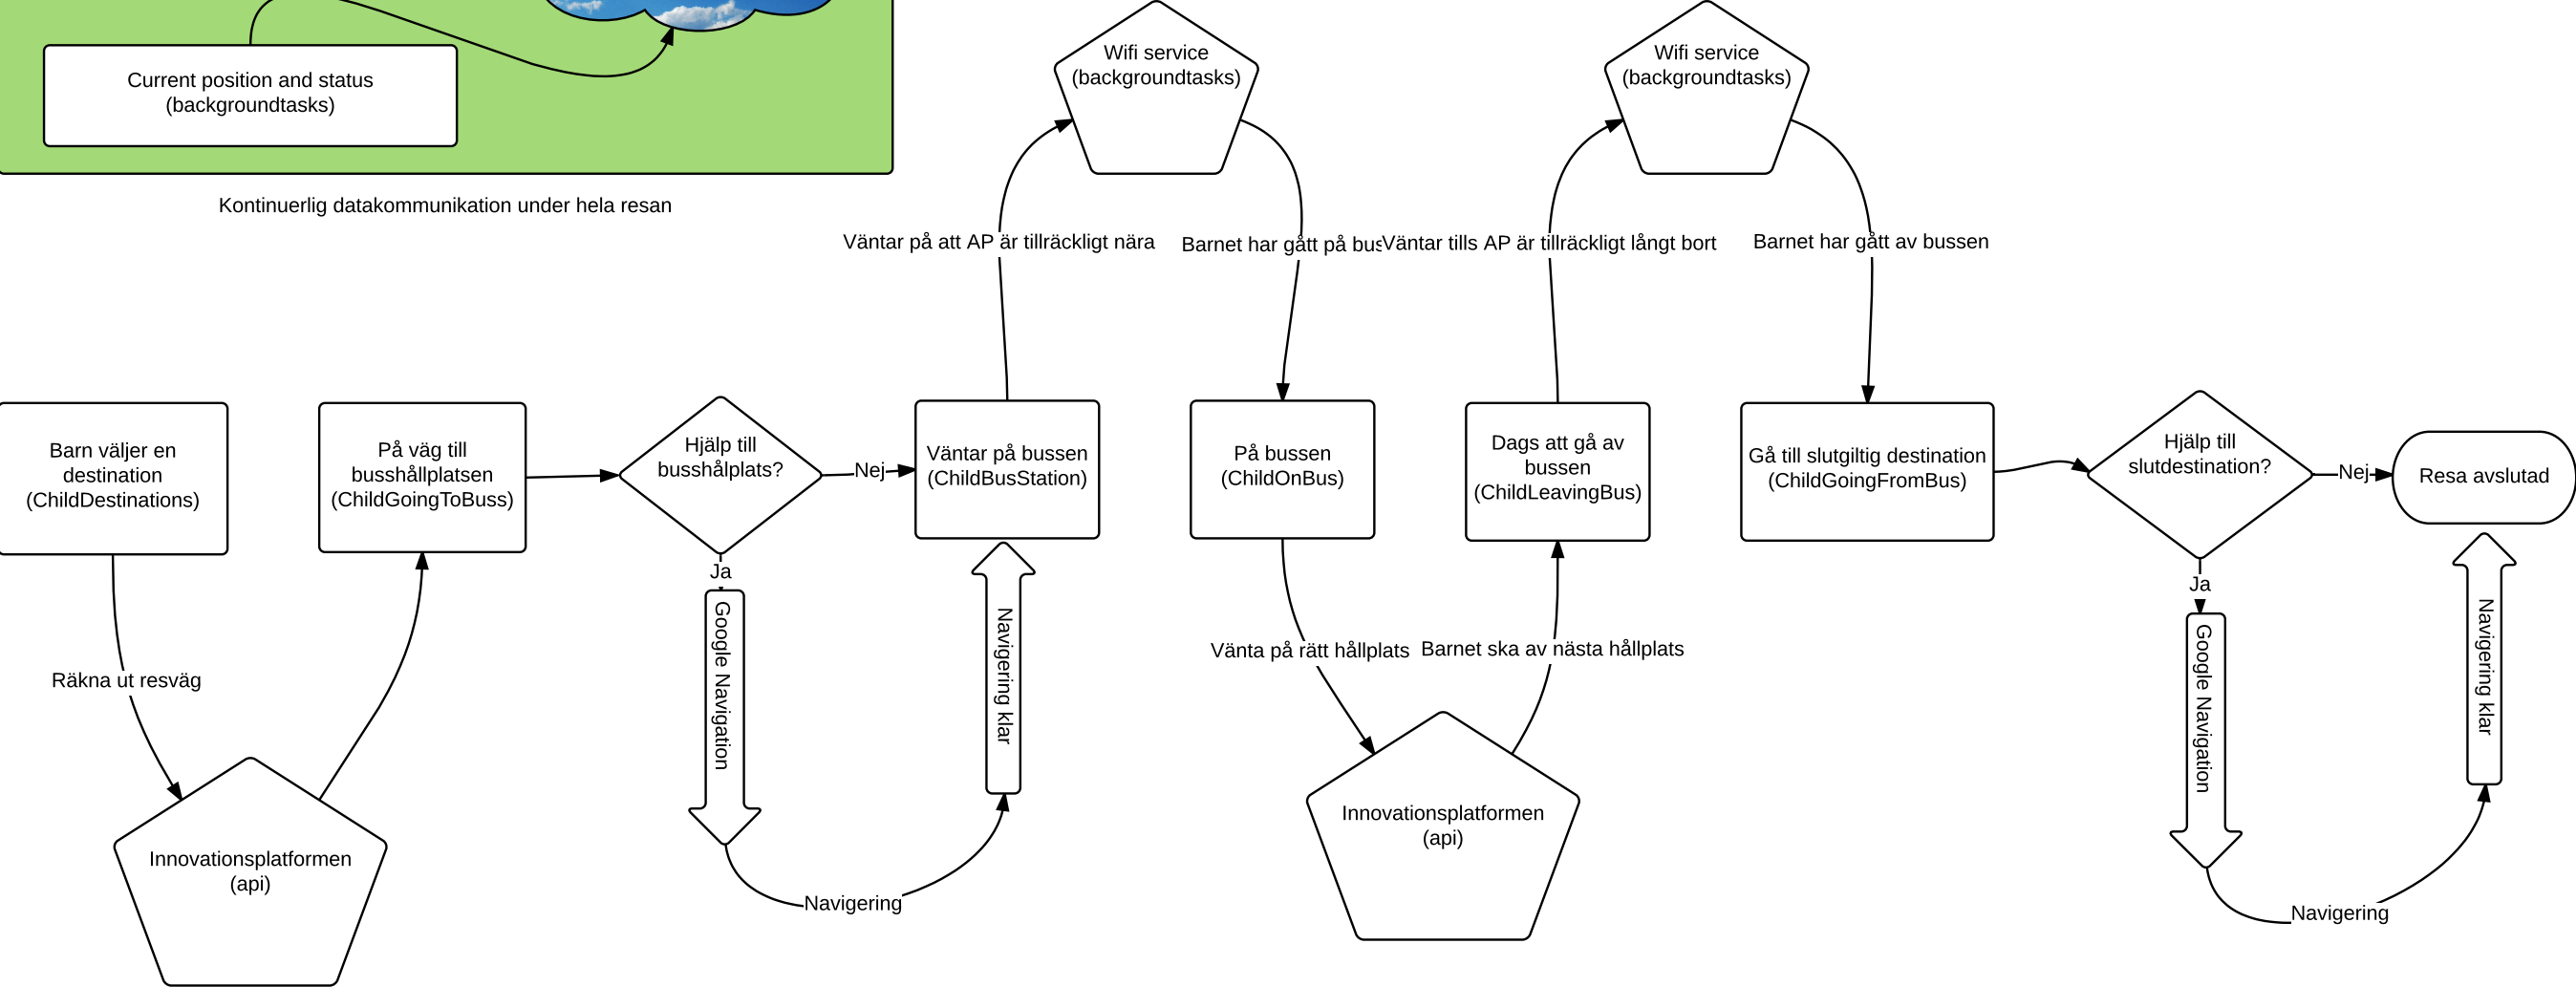 Current position and status
(backgroundtasks)
Kontinuerlig datakommunikation under hela resan
Wifi service
(backgroundtasks)
Wifi service
(backgroundtasks)
Väntar på att AP är tillräckligt nära
Barnet har gått på bus
Väntar tills AP är tillräckligt långt bort
Barnet har gått av bussen
Barn väljer en
destination
(ChildDestinations)
På väg till
busshållplatsen
(ChildGoingToBuss)
Hjälp till
busshålplats?
Nej
Väntar på bussen
(ChildBusStation)
På bussen
(ChildOnBus)
Dags att gå av
bussen
(ChildLeavingBus)
Gå till slutgiltig destination
(ChildGoingFromBus)
Hjälp till
slutdestination?
Nej
Resa avslutad
Ja
Ja
Google Navigation
Navigering klar
Google Navigation
Navigering klar
Räkna ut resväg
Vänta på rätt hållplats
Barnet ska av nästa hållplats
Innovationsplatformen
(api)
Innovationsplatformen
(api)
Navigering
Navigering